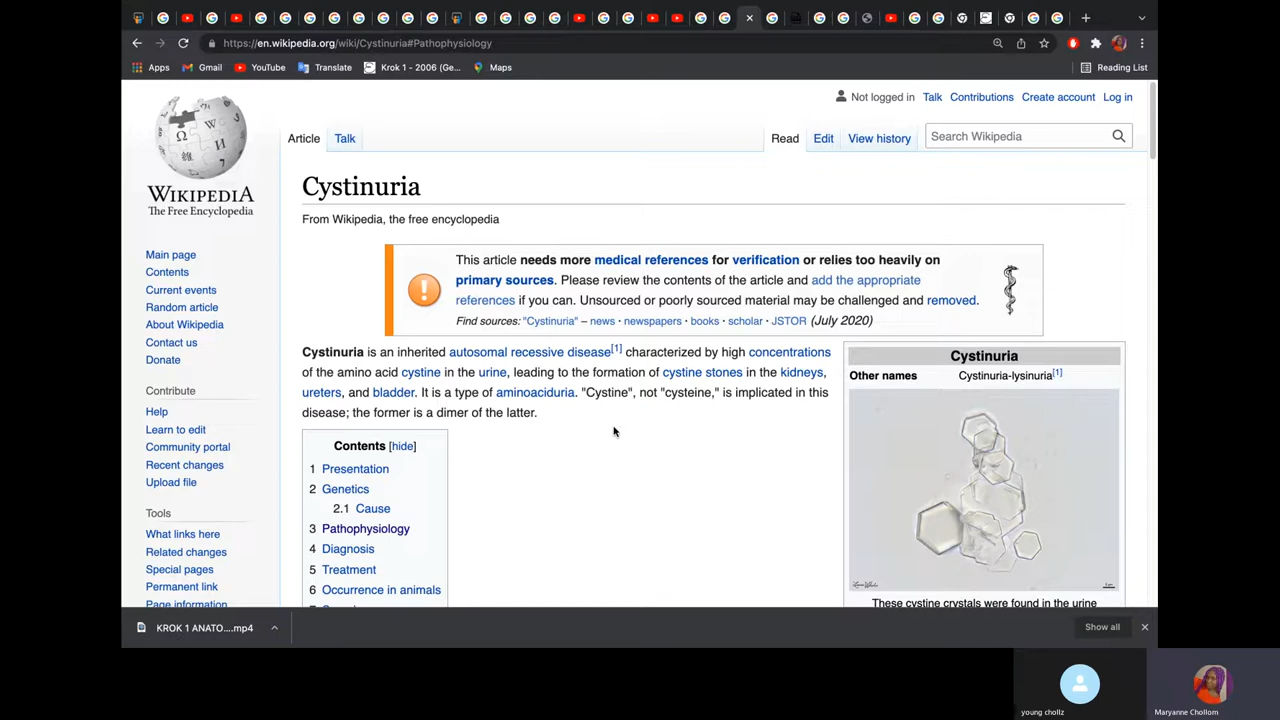 https://en.wikipedia.org/wiki/Cystinuria#Pathophysiology
Apps Gmail YouTube Translate Krok 1 - 2006 (Ge... Maps Reading List
Not logged in Talk Contributions Create account Log in
Article Talk Read Edit View history Search Wikipedia
WIKIPEDIA
The Free Encyclopedia
Main page
Contents
Current events
Random article
About Wikipedia
Contact us
Donate
Contribute
Help
Learn to edit
Community portal
Recent changes
Upload file
Tools
What links here
Related changes
Special pages
Permanent link
Page information
Cystinuria
From Wikipedia, the free encyclopedia
This article needs more medical references for verification or relies too heavily on
primary sources. Please review the contents of the article and add the appropriate
references if you can. Unsourced or poorly sourced material may be challenged and removed.
Find sources: "Cystinuria" – news · newspapers · books · scholar · JSTOR (July 2020)
Cystinuria is an inherited autosomal recessive disease[1] characterized by high concentrations
of the amino acid cystine in the urine, leading to the formation of cystine stones in the kidneys,
ureters, and bladder. It is a type of aminoaciduria. "Cystine", not "cysteine," is implicated in this
disease; the former is a dimer of the latter.
Contents [hide]
1 Presentation
2 Genetics
2.1 Cause
3 Pathophysiology
4 Diagnosis
5 Treatment
6 Occurrence in animals
Cystinuria
Other names Cystinuria-lysinuria[1]
These cystine crystals were found in the urine
KROK 1 ANATO....mp4 Show all
young chollz Maryanne Chollom